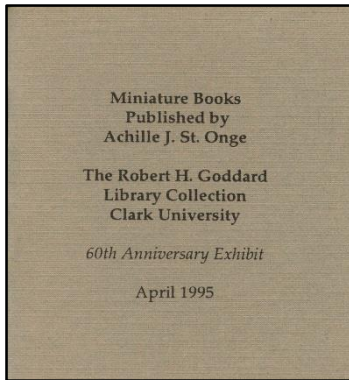 Miniature Books
Published by
Achille J. St. Onge
The Robert H. Goddard
Library Collection
Clark University
60th Anniversary Exhibit
April 1995